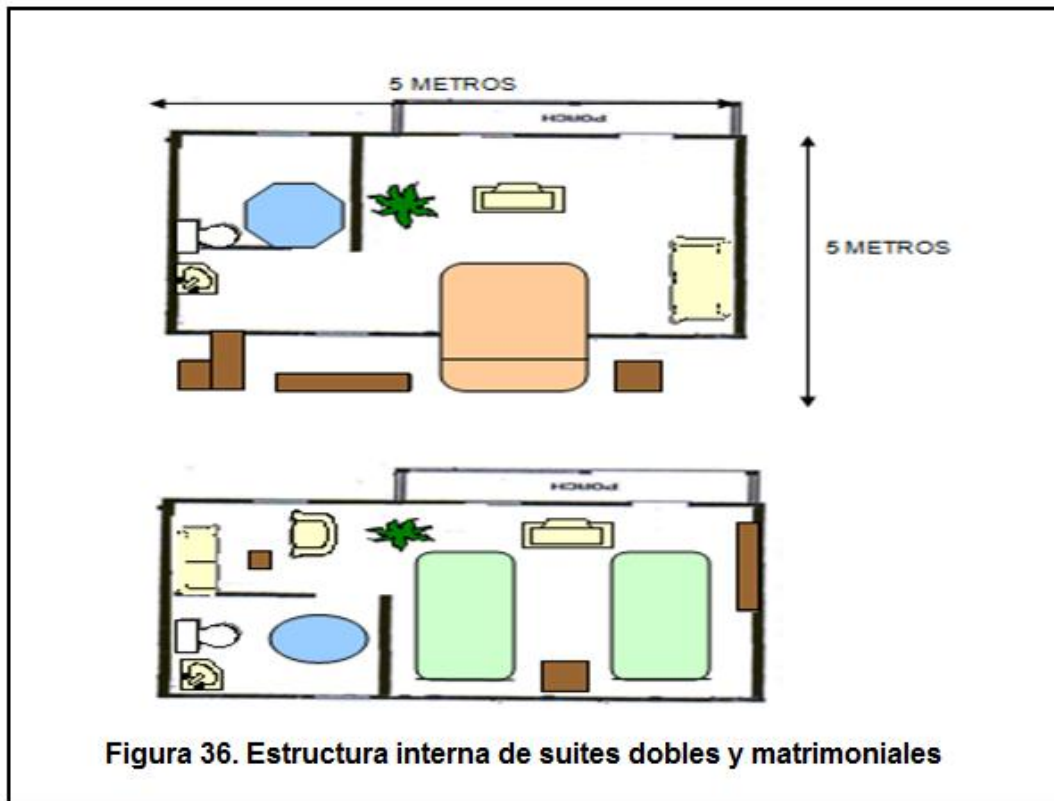 5 METROS
PORCH
5 METROS
PORCH
Figura 36. Estructura interna de suites dobles y matrimoniales